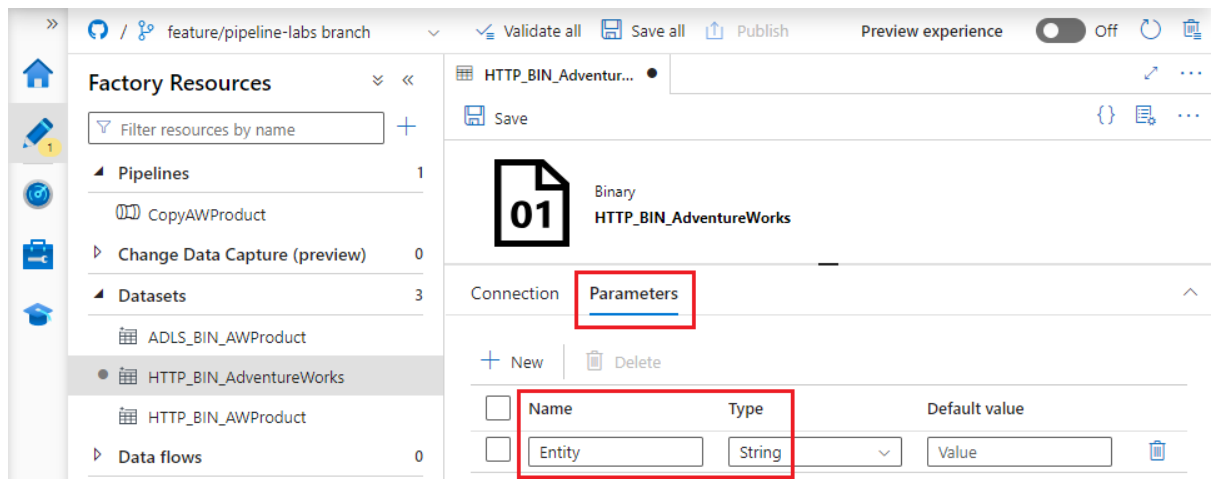 »
/ feature/pipeline-labs branch
Validate all
Save all
Publish
Preview experience
Off
Factory Resources
Filter resources by name
Pipelines 1
CopyAWProduct
Change Data Capture (preview) 0
Datasets 3
ADLS_BIN_AWProduct
HTTP_BIN_AdventureWorks
HTTP_BIN_AWProduct
Data flows 0
1
HTTP_BIN_Adventur...
Save
{}
01
Binary
HTTP_BIN_AdventureWorks
Connection
Parameters
New
Delete
Name Type Default value
Entity String Value